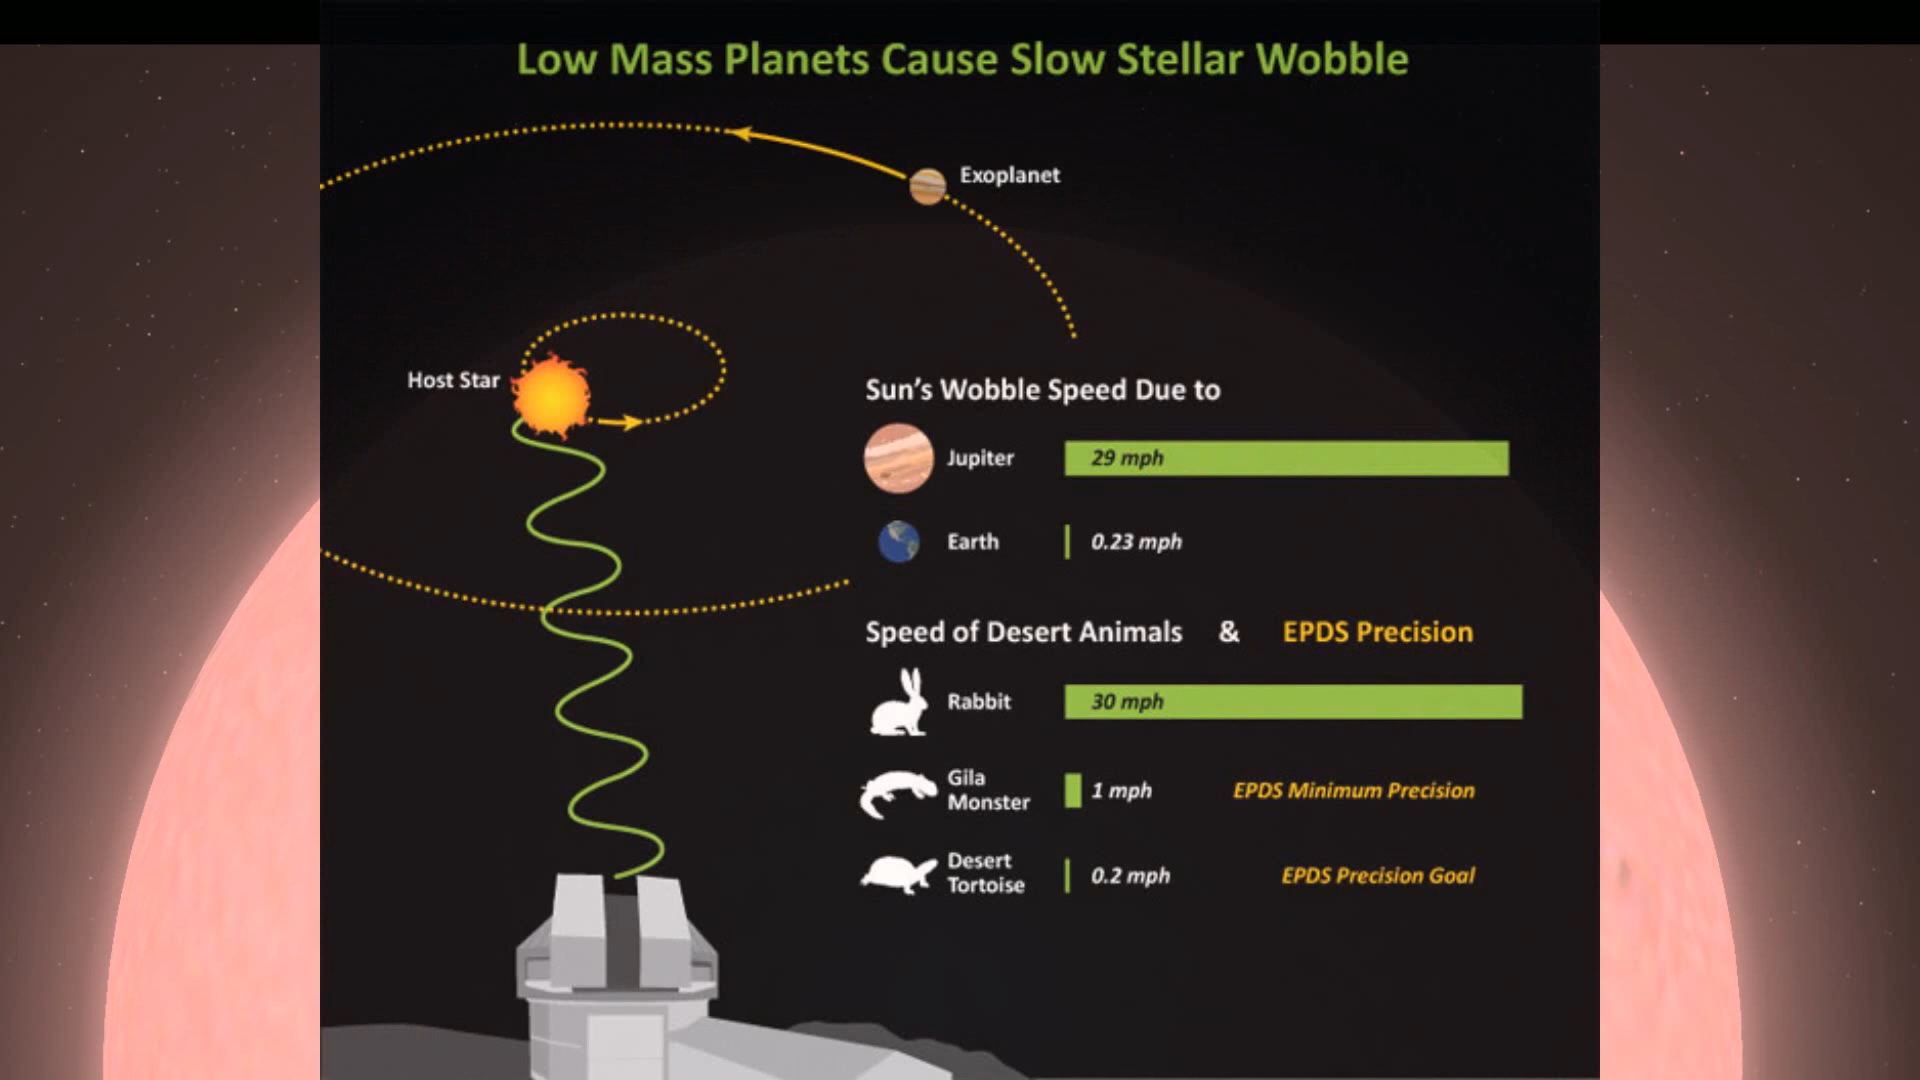 Low Mass Planets Cause Slow Stellar Wobble
Exoplanet
Host Star
Sun's Wobble Speed Due to
Jupiter 29 mph
Earth 0.23 mph
Speed of Desert Animals & EPDS Precision
Rabbit 30 mph
Gila
Monster 1 mph EPDS Minimum Precision
Desert
Tortoise 0.2 mph EPDS Precision Goal